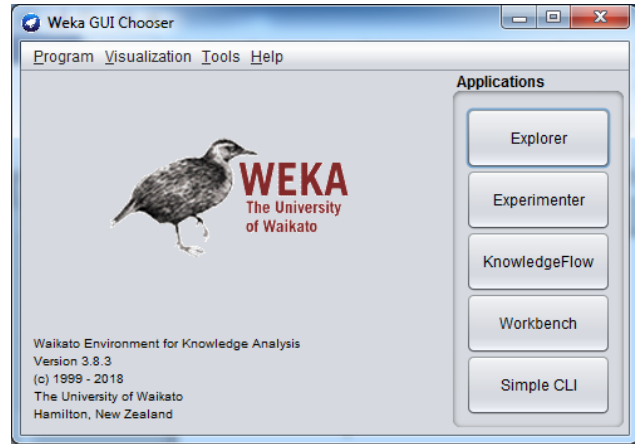 Weka GUI Chooser
Program Visualization Tools Help
Applications
Explorer
Experimenter
KnowledgeFlow
Workbench
Simple CLI
WEKA
The University
of Waikato
Waikato Environment for Knowledge Analysis
Version 3.8.3
(c) 1999 - 2018
The University of Waikato
Hamilton, New Zealand